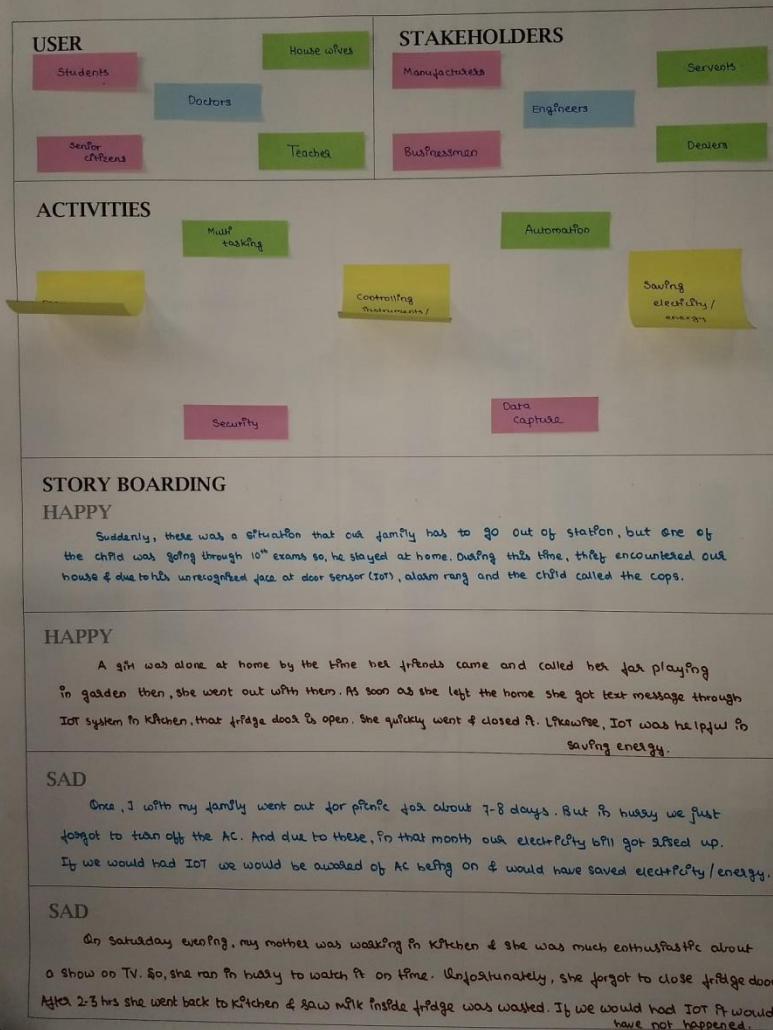 USER
Students
House wives
Doctors
Senior
citizens
Teacher
STAKEHOLDERS
Manufacturers
Servents
Engineers
Businessmen
Dealers
ACTIVITIES
Multi
tasking
Automation
Controlling
instruments/
Saving
electicity/
energy
Security
Data
capture
STORY BOARDING
HAPPY
Suddenly, there was a situation that our family has to go out of station, but one of
the child was going through 10th exams so, he stayed at home. During this time, thief encountered our
house & due to his unrecognized face at door sensor (IoT), alarm rang and the child called the cops.
HAPPY
A girl was alone at home by the time her friends came and called her for playing
in garden then, she went out with them. As soon as she left the home she got text message through
IoT system in kitchen, that fridge door is open. She quickly went & closed it. Likewise, IOT was helpful in
saving energy.
SAD
Once, I with my family went out for picnic for about 7-8 days. But in hurry we just
forgot to turn off the AC. And due to these, in that month our electricity bill got rised up.
If we would had IOT we would be awared of AC being on & would have saved electricity/energy.
SAD
On Saturday evening, my mother was working in kitchen & she was much enthusiastic about
a show on TV. So, she ran in hurry to watch it on time. Unfortunately, she forgot to close fridge door
After 2-3 hrs she went back to kitchen & saw milk inside fridge was wasted. If we would had IOT it would
have not happened.